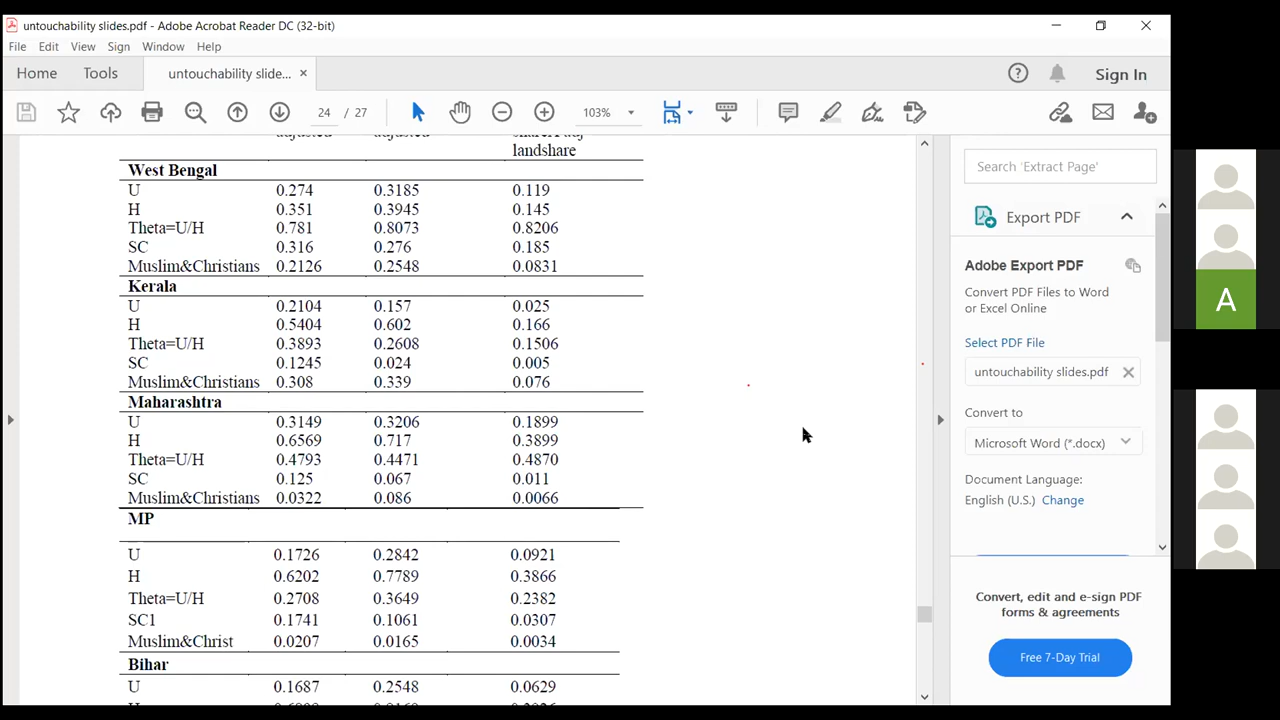 untouchability slides.pdf - Adobe Acrobat Reader DC (32-bit)
File Edit View Sign Window Help
Home Tools untouchability slide... × Sign In
24 / 27 103%
adjusted adjusted
landshare
West Bengal
U 0.274 0.3185 0.119
H 0.351 0.3945 0.145
Theta=U/H 0.781 0.8073 0.8206
SC 0.316 0.276 0.185
Muslim&Christians 0.2126 0.2548 0.0831
Kerala
U 0.2104 0.157 0.025
H 0.5404 0.602 0.166
Theta=U/H 0.3893 0.2608 0.1506
SC 0.1245 0.024 0.005
Muslim&Christians 0.308 0.339 0.076
Maharashtra
U 0.3149 0.3206 0.1899
H 0.6569 0.717 0.3899
Theta=U/H 0.4793 0.4471 0.4870
SC 0.125 0.067 0.011
Muslim&Christians 0.0322 0.086 0.0066
MP
U 0.1726 0.2842 0.0921
H 0.6202 0.7789 0.3866
Theta=U/H 0.2708 0.3649 0.2382
SC1 0.1741 0.1061 0.0307
Muslim&Christ 0.0207 0.0165 0.0034
Bihar
U 0.1687 0.2548 0.0629
Search 'Extract Page'
Export PDF
Adobe Export PDF
Convert PDF Files to Word
or Excel Online
Select PDF File
untouchability slides.pdf
Convert to
Microsoft Word (*.docx)
Document Language:
English (U.S.) Change
Convert, edit and e-sign PDF
forms & agreements
Free 7-Day Trial
A